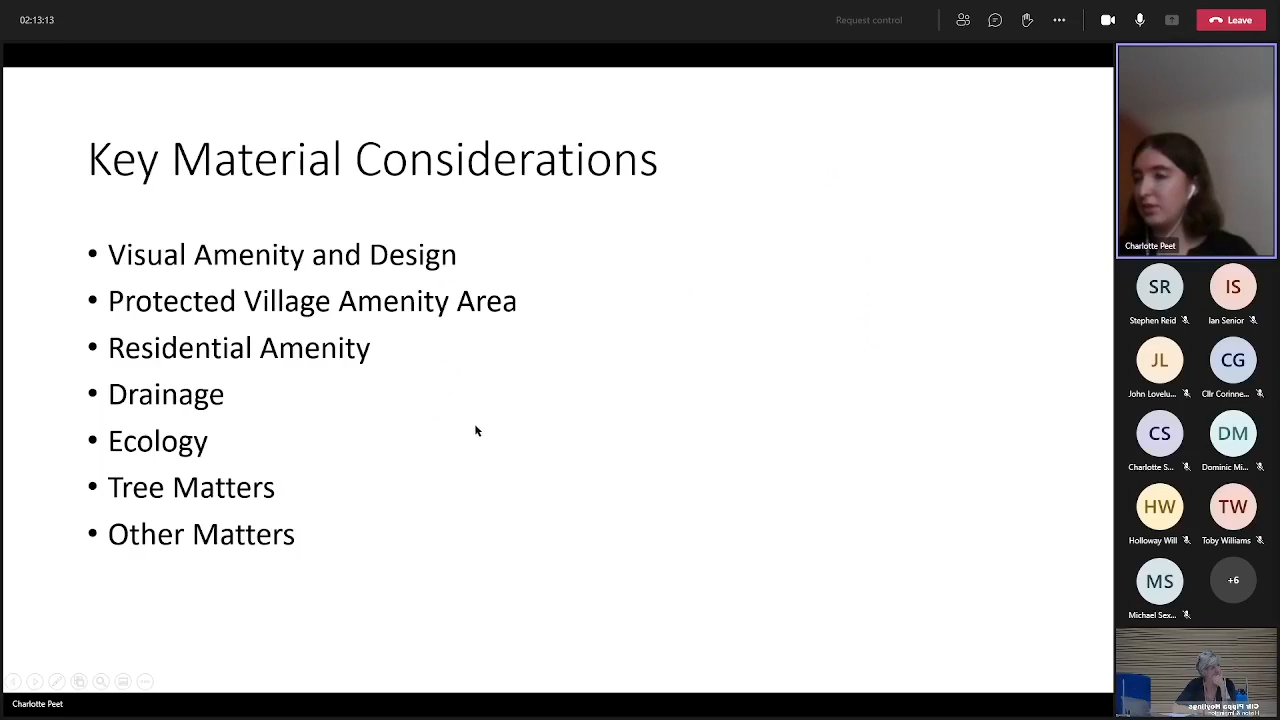 02:13:13
Request control
Leave
Key Material Considerations
• Visual Amenity and Design
• Protected Village Amenity Area
• Residential Amenity
• Drainage
• Ecology
• Tree Matters
• Other Matters
Charlotte Peet
SR
IS
Stephen Reid
Ian Senior
JL
CG
John Lovelu...
Cllr Corinne...
CS
DM
Charlotte S...
Dominic Mi...
HW
TW
Holloway Will
Toby Williams
MS
+6
Michael Sex...
Charlotte Peet